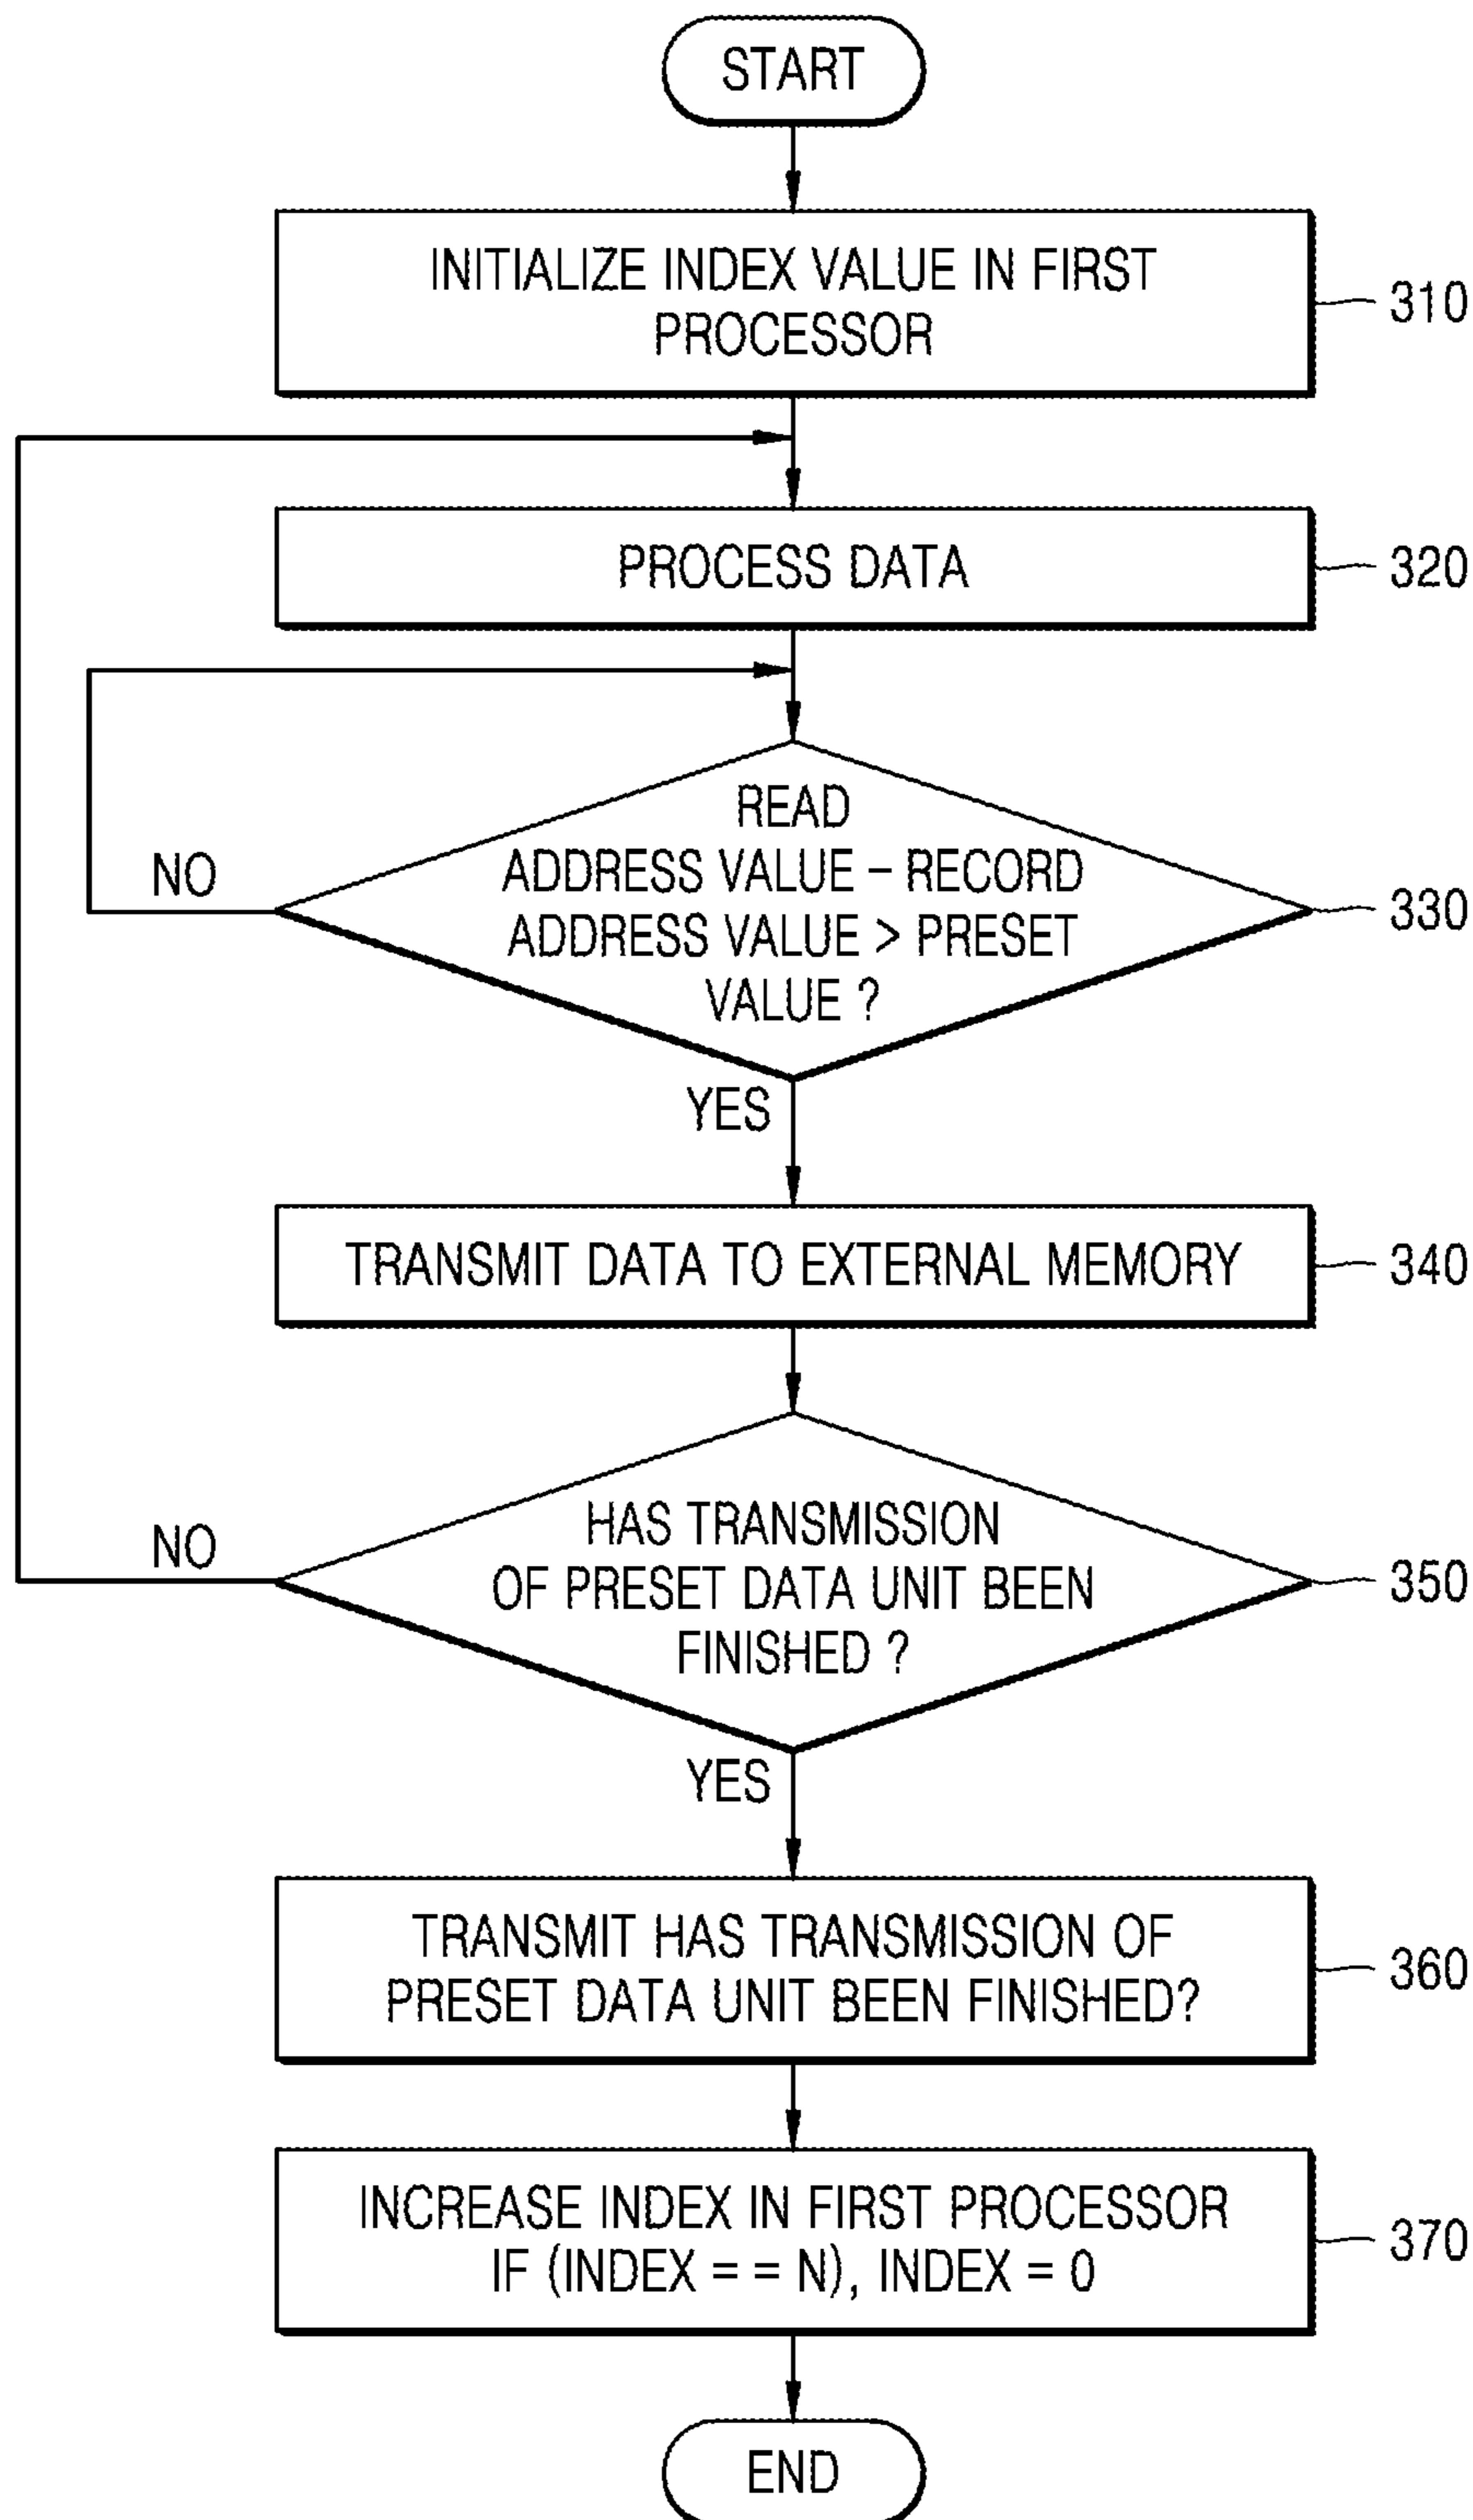 START
INITIALIZE INDEX VALUE IN FIRST
PROCESSOR
310
PROCESS DATA
320
READ
ADDRESS VALUE – RECORD
ADDRESS VALUE > PRESET
VALUE ?
NO
330
YES
TRANSMIT DATA TO EXTERNAL MEMORY
340
HAS TRANSMISSION
OF PRESET DATA UNIT BEEN
FINISHED ?
NO
350
YES
TRANSMIT HAS TRANSMISSION OF
PRESET DATA UNIT BEEN FINISHED?
360
INCREASE INDEX IN FIRST PROCESSOR
IF (INDEX = = N), INDEX = 0
370
END